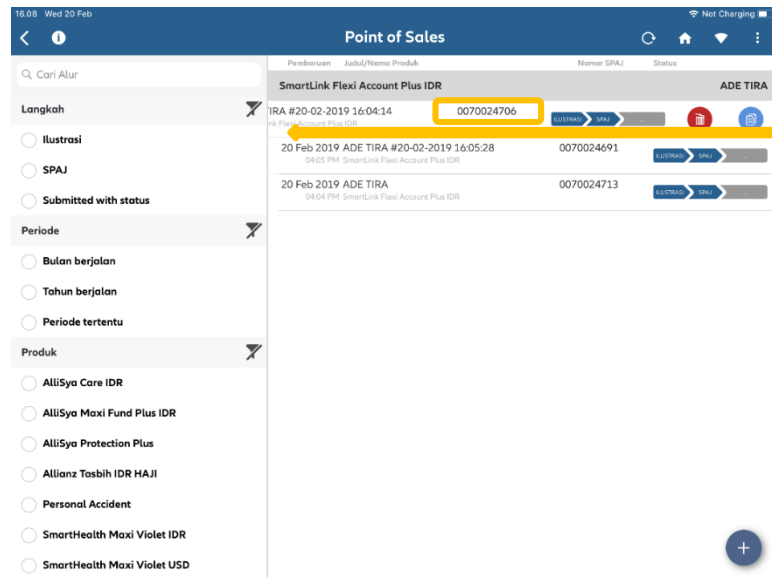 16.08 Wed 20 Feb
Not Charging
Point of Sales
Cari Alur
Langkah
Ilustrasi
SPAJ
Submitted with status
Periode
Bulan berjalan
Tahun berjalan
Periode tertentu
Produk
AlliSya Care IDR
AlliSya Maxi Fund Plus IDR
AlliSya Protection Plus
Allianz Tasbih IDR HAJI
Personal Accident
SmartHealth Maxi Violet IDR
SmartHealth Maxi Violet USD
Pembaruan Judul/Nama Produk Nomor SPAJ Status
SmartLink Flexi Account Plus IDR ADE TIRA
TIRA #20-02-2019 16:04:14 0070024706 ILUSTRASI SPAJ ...
nk Flexi Account Plus IDR
20 Feb 2019 ADE TIRA #20-02-2019 16:05:28 0070024691 ILUSTRASI SPAJ ...
04:05 PM SmartLink Flexi Account Plus IDR
20 Feb 2019 ADE TIRA 0070024713 ILUSTRASI SPAJ ...
04:04 PM SmartLink Flexi Account Plus IDR